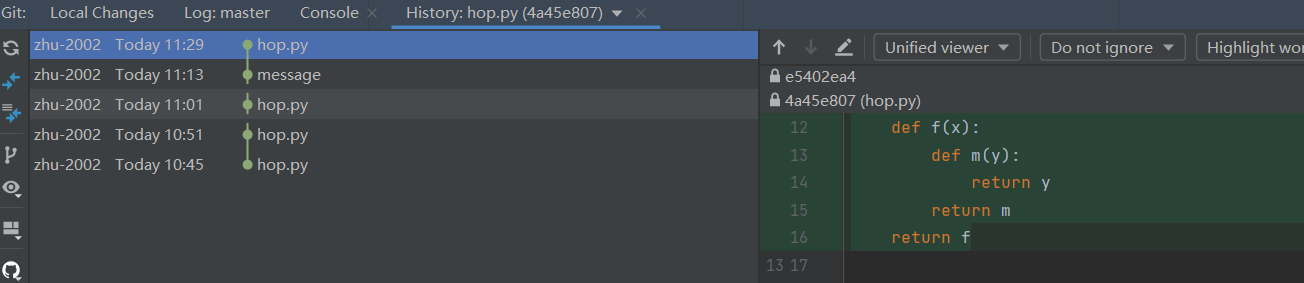 Git: Local Changes Log: master Console History: hop.py (4a45e807)
zhu-2002 Today 11:29 hop.py
zhu-2002 Today 11:13 message
zhu-2002 Today 11:01 hop.py
zhu-2002 Today 10:51 hop.py
zhu-2002 Today 10:45 hop.py
Unified viewer Do not ignore Highlight wor
e5402ea4
4a45e807 (hop.py)
12 def f(x):
13 def m(y):
14 return y
15 return m
16 return f
13 17